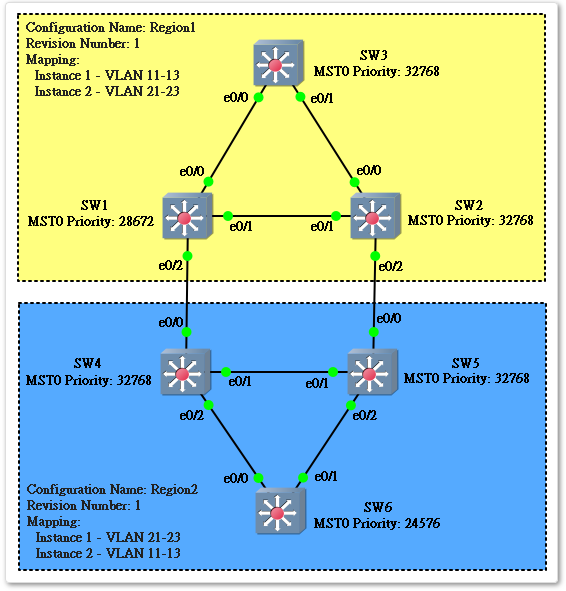 Configuration Name: Region1
Revision Number: 1
Mapping:
Instance 1 - VLAN 11-13
Instance 2 - VLAN 21-23
SW3
MST0 Priority: 32768
e0/0
e0/1
e0/0
e0/0
SW1
MST0 Priority: 28672
SW2
MST0 Priority: 32768
e0/1
e0/1
e0/2
e0/2
e0/0
e0/0
SW4
MST0 Priority: 32768
SW5
MST0 Priority: 32768
e0/1
e0/1
e0/2
e0/2
e0/0
e0/1
Configuration Name: Region2
Revision Number: 1
Mapping:
Instance 1 - VLAN 21-23
Instance 2 - VLAN 11-13
SW6
MST0 Priority: 24576